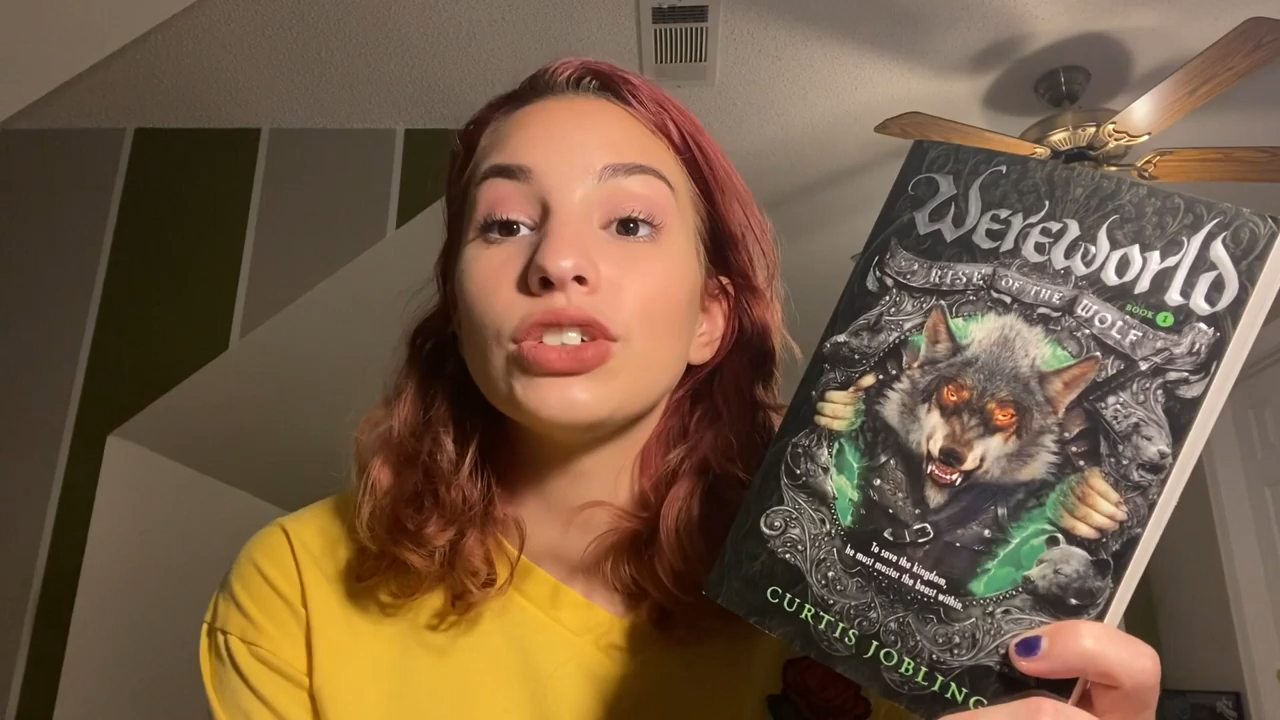 Wereworld
RISE OF THE WOLF
BOOK 1
To save the kingdom,
he must master the beast within.
CURTIS JOBLING